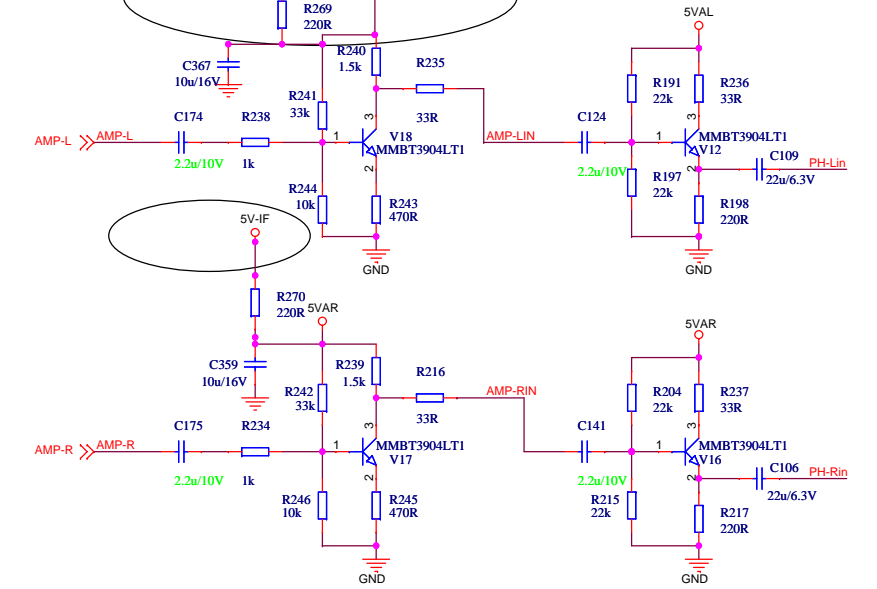 R269
220R
5VAL
C367
10u/16V
R240
1.5k
R235
33R
R241
33k
R191
22k
R236
33R
C174
R238
AMP-L
AMP-L
2.2u/10V
1k
1
3
V18
MMBT3904LT1
2
AMP-LIN
C124
2.2u/10V
1
3
MMBT3904LT1
V12
2
C109
22u/6.3V
PH-Lin
R244
10k
R243
470R
R197
22k
R198
220R
GND
GND
5V-IF
R270
220R
5VAR
5VAR
C359
10u/16V
R239
1.5k
R216
33R
AMP-RIN
R242
33k
R204
22k
R237
33R
C175
R234
AMP-R
AMP-R
2.2u/10V
1k
1
3
MMBT3904LT1
V17
2
C141
2.2u/10V
1
3
MMBT3904LT1
V16
2
C106
22u/6.3V
PH-Rin
R246
10k
R245
470R
R215
22k
R217
220R
GND
GND